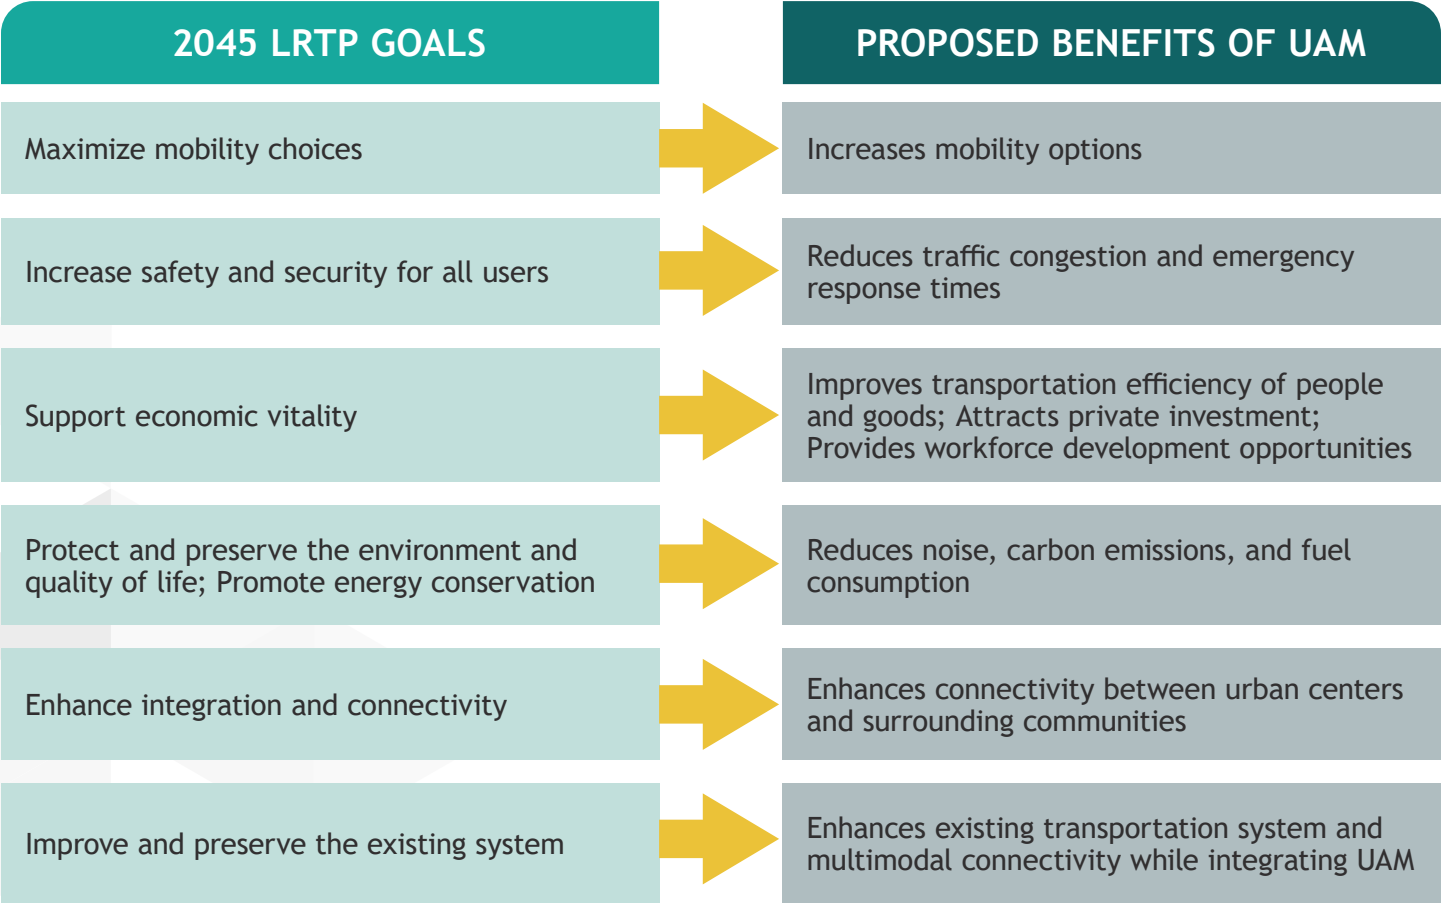 2045 LRTP GOALS
PROPOSED BENEFITS OF UAM
Maximize mobility choices
Increases mobility options
Increase safety and security for all users
Reduces traffic congestion and emergency
response times
Support economic vitality
Improves transportation efficiency of people
and goods; Attracts private investment;
Provides workforce development opportunities
Protect and preserve the environment and
quality of life; Promote energy conservation
Reduces noise, carbon emissions, and fuel
consumption
Enhance integration and connectivity
Enhances connectivity between urban centers
and surrounding communities
Improve and preserve the existing system
Enhances existing transportation system and
multimodal connectivity while integrating UAM